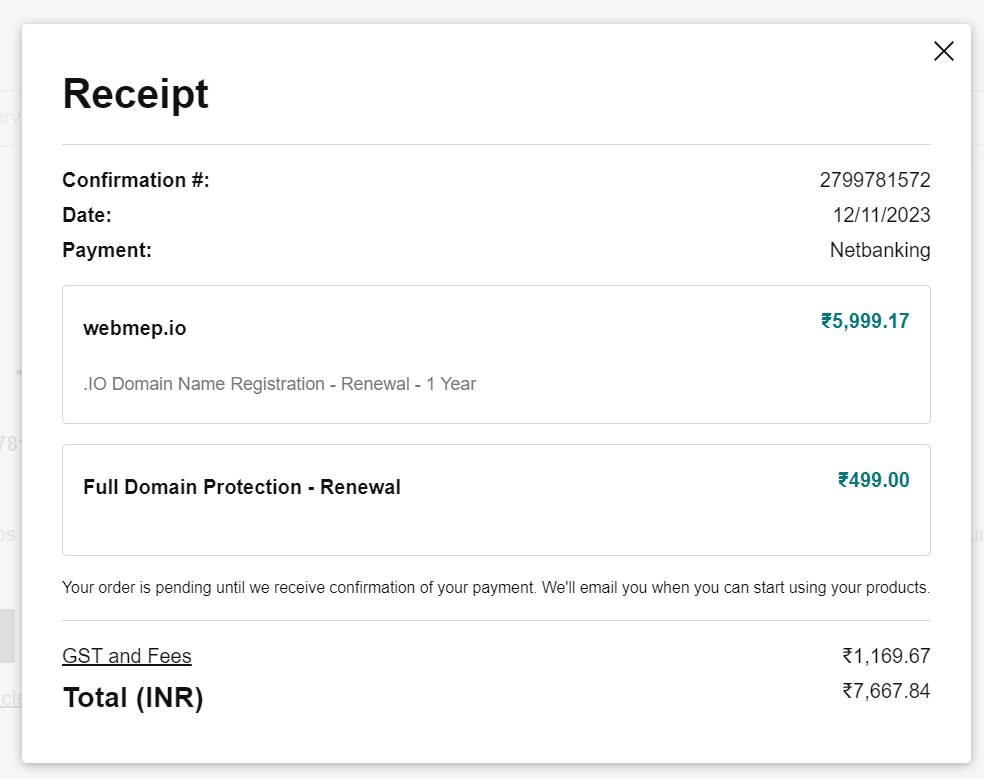 Receipt
Confirmation #: 2799781572
Date: 12/11/2023
Payment: Netbanking
webmep.io ₹5,999.17
.IO Domain Name Registration - Renewal - 1 Year
Full Domain Protection - Renewal ₹499.00
Your order is pending until we receive confirmation of your payment. We'll email you when you can start using your products.
GST and Fees ₹1,169.67
Total (INR) ₹7,667.84